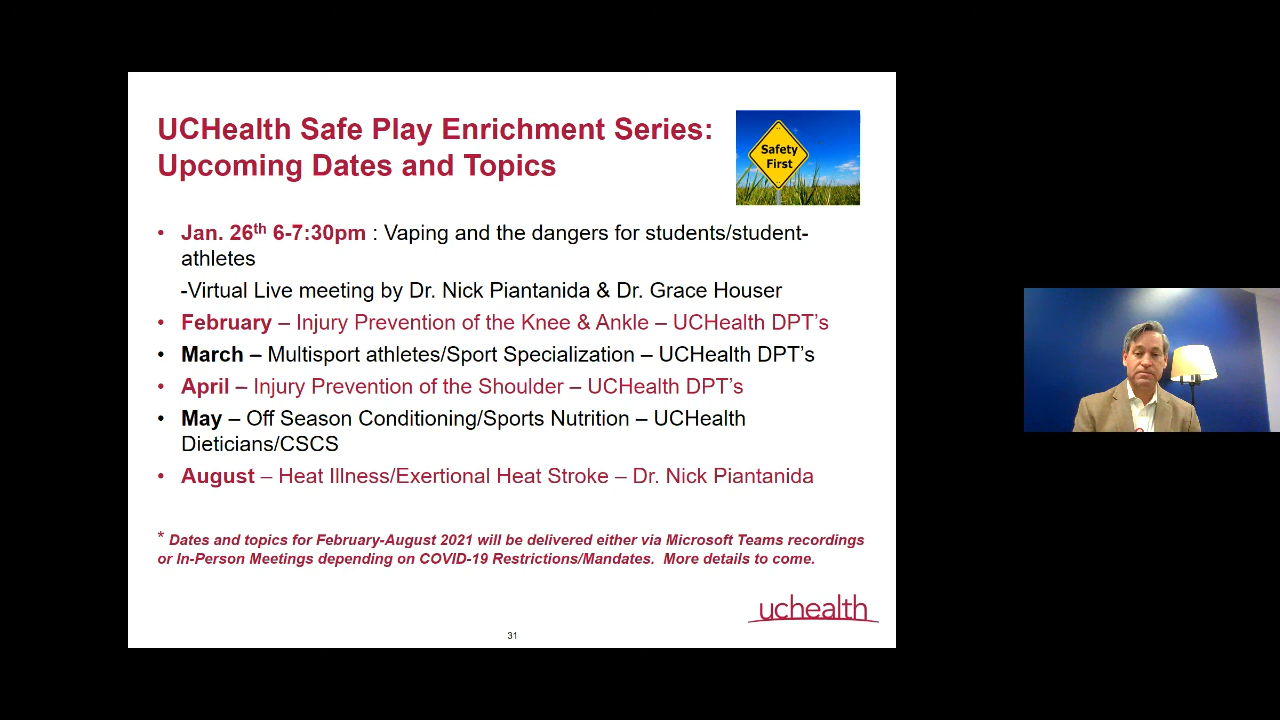 UCHealth Safe Play Enrichment Series:
Upcoming Dates and Topics
Safety
First
• Jan. 26th 6-7:30pm : Vaping and the dangers for students/student-
athletes
-Virtual Live meeting by Dr. Nick Piantanida & Dr. Grace Houser
• February – Injury Prevention of the Knee & Ankle – UCHealth DPT's
• March – Multisport athletes/Sport Specialization – UCHealth DPT's
• April – Injury Prevention of the Shoulder – UCHealth DPT's
• May – Off Season Conditioning/Sports Nutrition – UCHealth
Dieticians/CSCS
• August – Heat Illness/Exertional Heat Stroke – Dr. Nick Piantanida
* Dates and topics for February-August 2021 will be delivered either via Microsoft Teams recordings
or In-Person Meetings depending on COVID-19 Restrictions/Mandates. More details to come.
uchealth
31